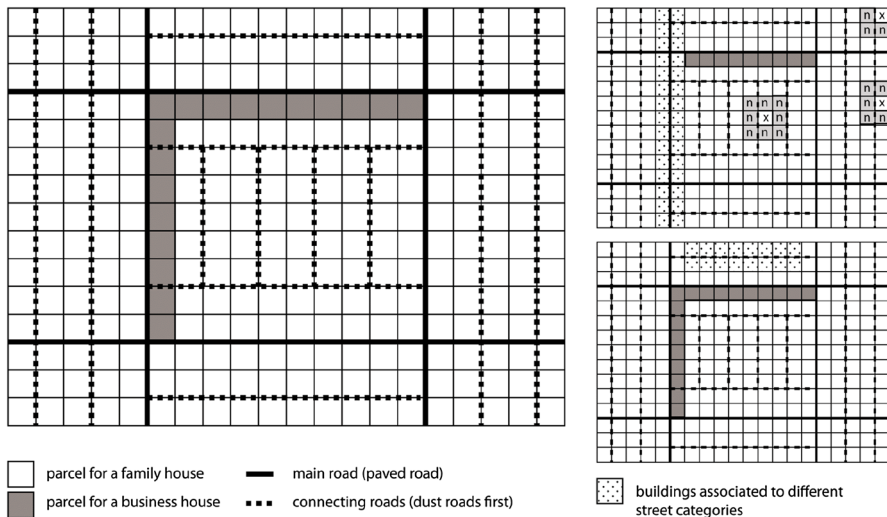 n x
n n
n n n
n x n
n n n
n n
n x
n n
parcel for a family house
main road (paved road)
parcel for a business house
connecting roads (dust roads first)
buildings associated to different
street categories